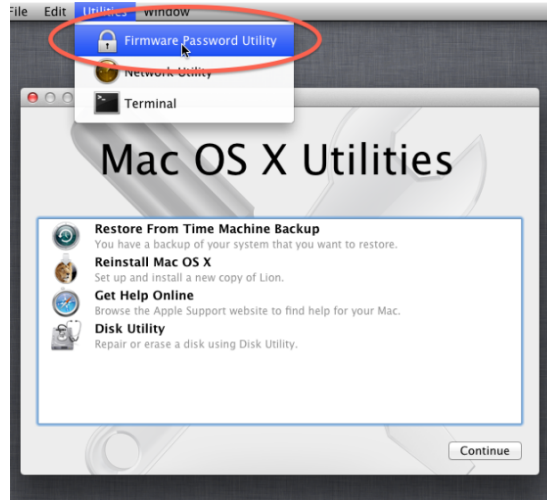 File Edit Utilities Window
Firmware Password Utility
Network Utility
Terminal
Mac OS X Utilities
Restore From Time Machine Backup
You have a backup of your system that you want to restore.
Reinstall Mac OS X
Set up and install a new copy of Lion.
Get Help Online
Browse the Apple Support website to find help for your Mac.
Disk Utility
Repair or erase a disk using Disk Utility.
Continue